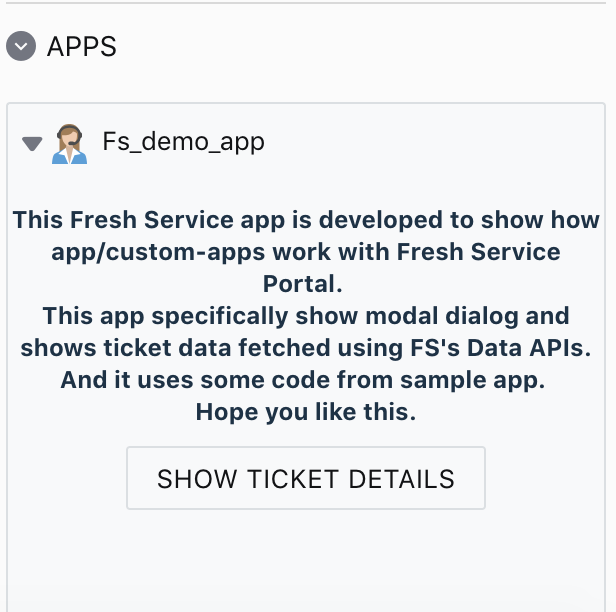 APPS
Fs_demo_app
This Fresh Service app is developed to show how
app/custom-apps work with Fresh Service
Portal.
This app specifically show modal dialog and
shows ticket data fetched using FS's Data APIs.
And it uses some code from sample app.
Hope you like this.
SHOW TICKET DETAILS